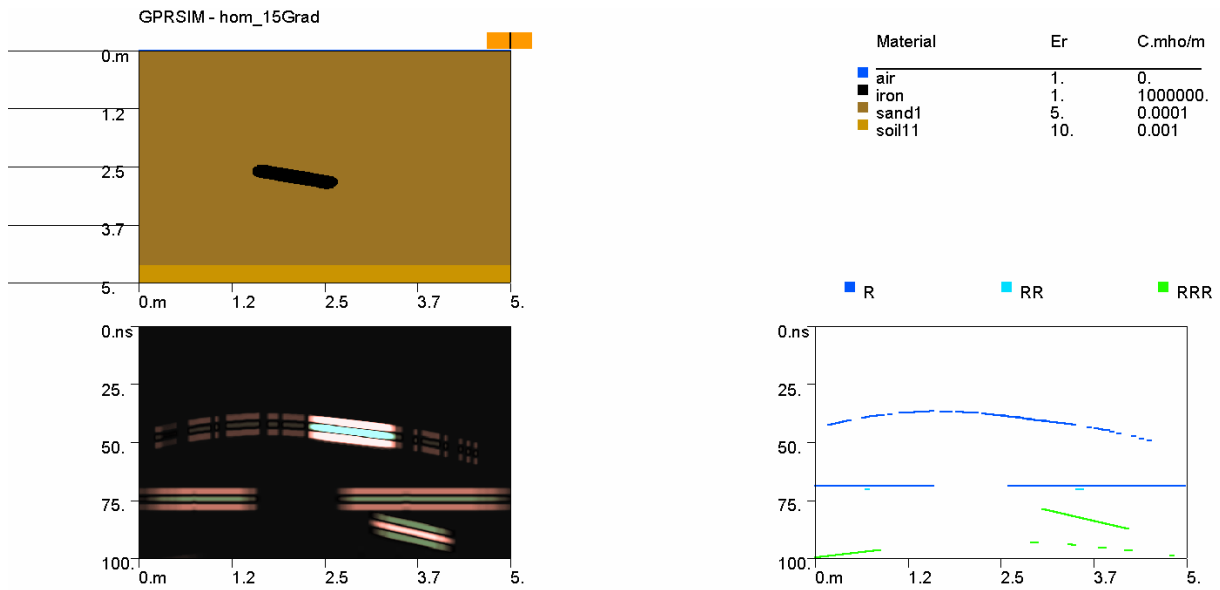 GPRSIM - hom_15Grad
0.m
1.2
2.5
3.7
5.
0.m 1.2 2.5 3.7 5.
Material Er C.mho/m
air 1. 0.
iron 1. 1000000.
sand1 5. 0.0001
soil11 10. 0.001
R RR RRR
0.ns
25.
50.
75.
100.
0.m 1.2 2.5 3.7 5.
0.ns
25.
50.
75.
100.
0.m 1.2 2.5 3.7 5.